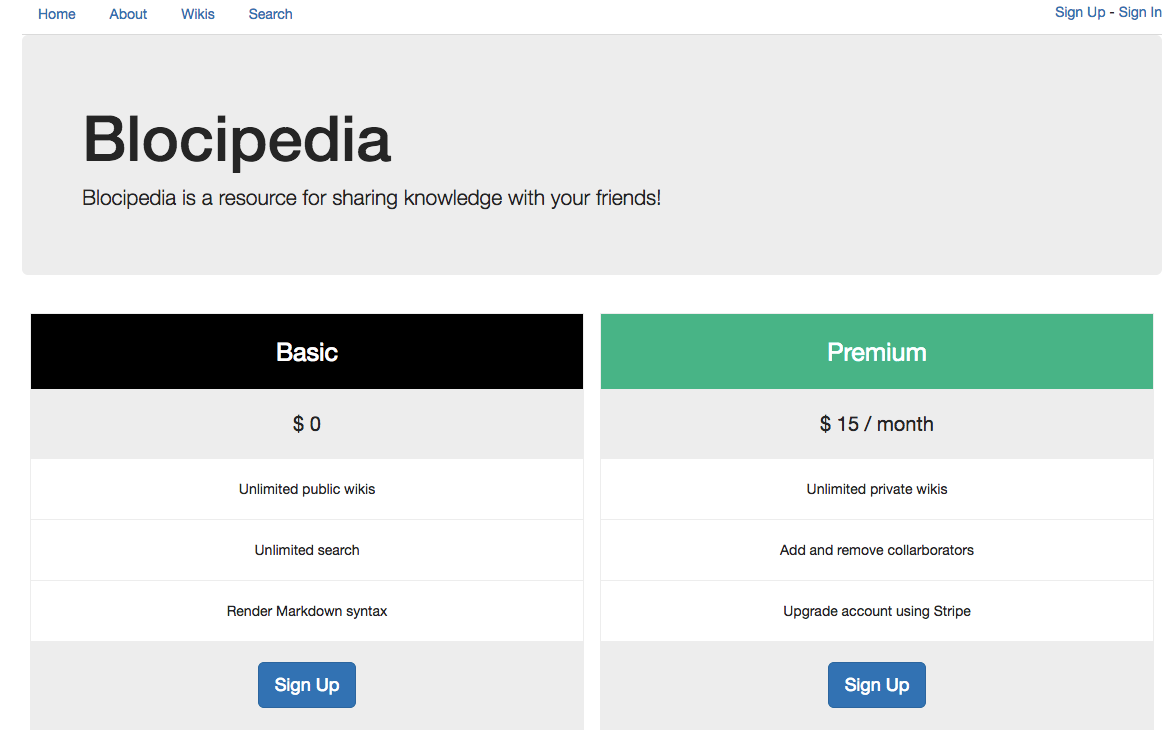 Home About Wikis Search Sign Up - Sign In
Blocipedia
Blocipedia is a resource for sharing knowledge with your friends!
Basic
$ 0
Unlimited public wikis
Unlimited search
Render Markdown syntax
Sign Up
Premium
$ 15 / month
Unlimited private wikis
Add and remove collarborators
Upgrade account using Stripe
Sign Up